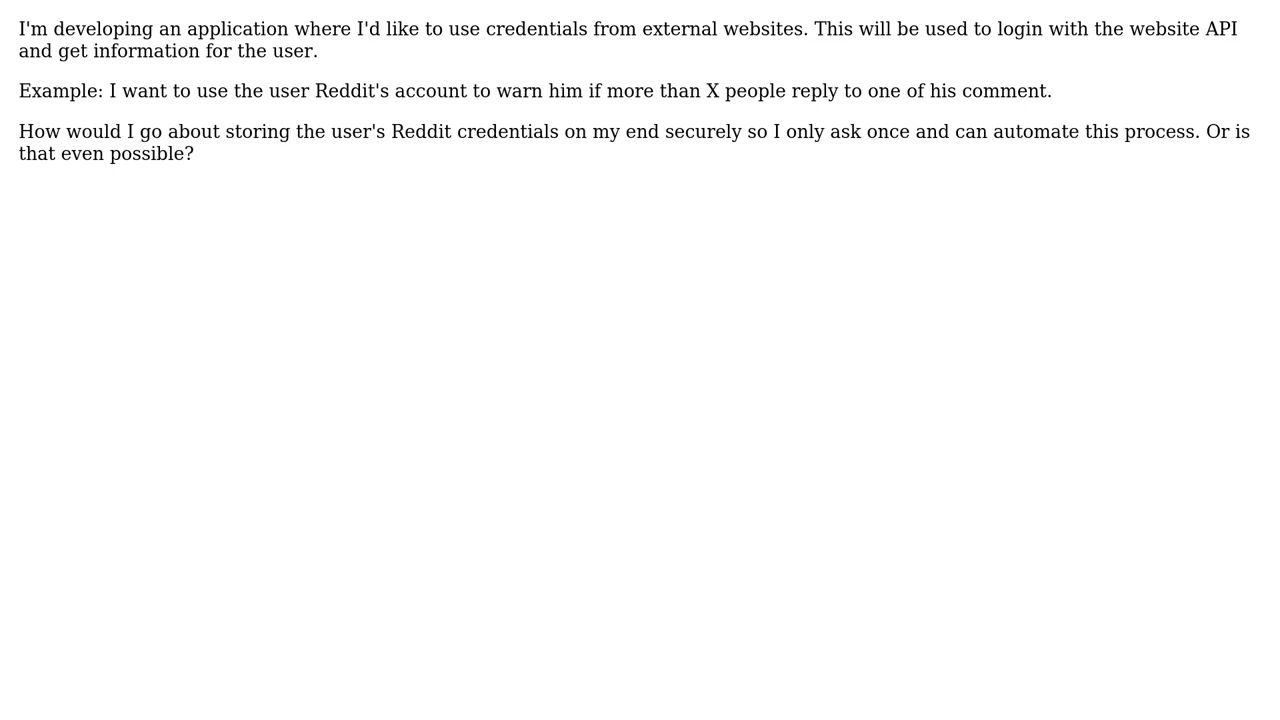 I'm developing an application where I'd like to use credentials from external websites. This will be used to login with the website API
and get information for the user.
Example: I want to use the user Reddit's account to warn him if more than X people reply to one of his comment.
How would I go about storing the user's Reddit credentials on my end securely so I only ask once and can automate this process. Or is
that even possible?